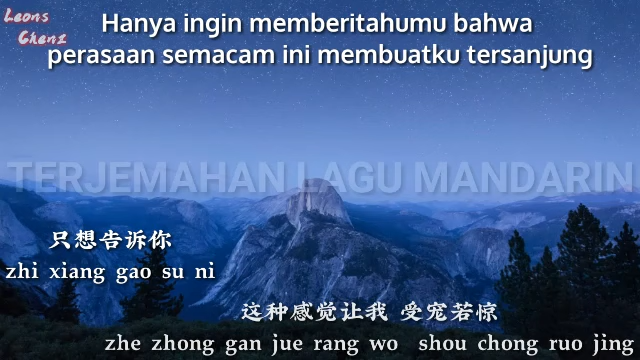 Leons
Chenz
Hanya ingin memberitahumu bahwa
perasaan semacam ini membuatku tersanjung
TERJEMAHAN LAGU MANDARIN
只想告诉你
zhi xiang gao su ni
这种感觉让我 受宠若惊
zhe zhong gan jue rang wo shou chong ruo jing